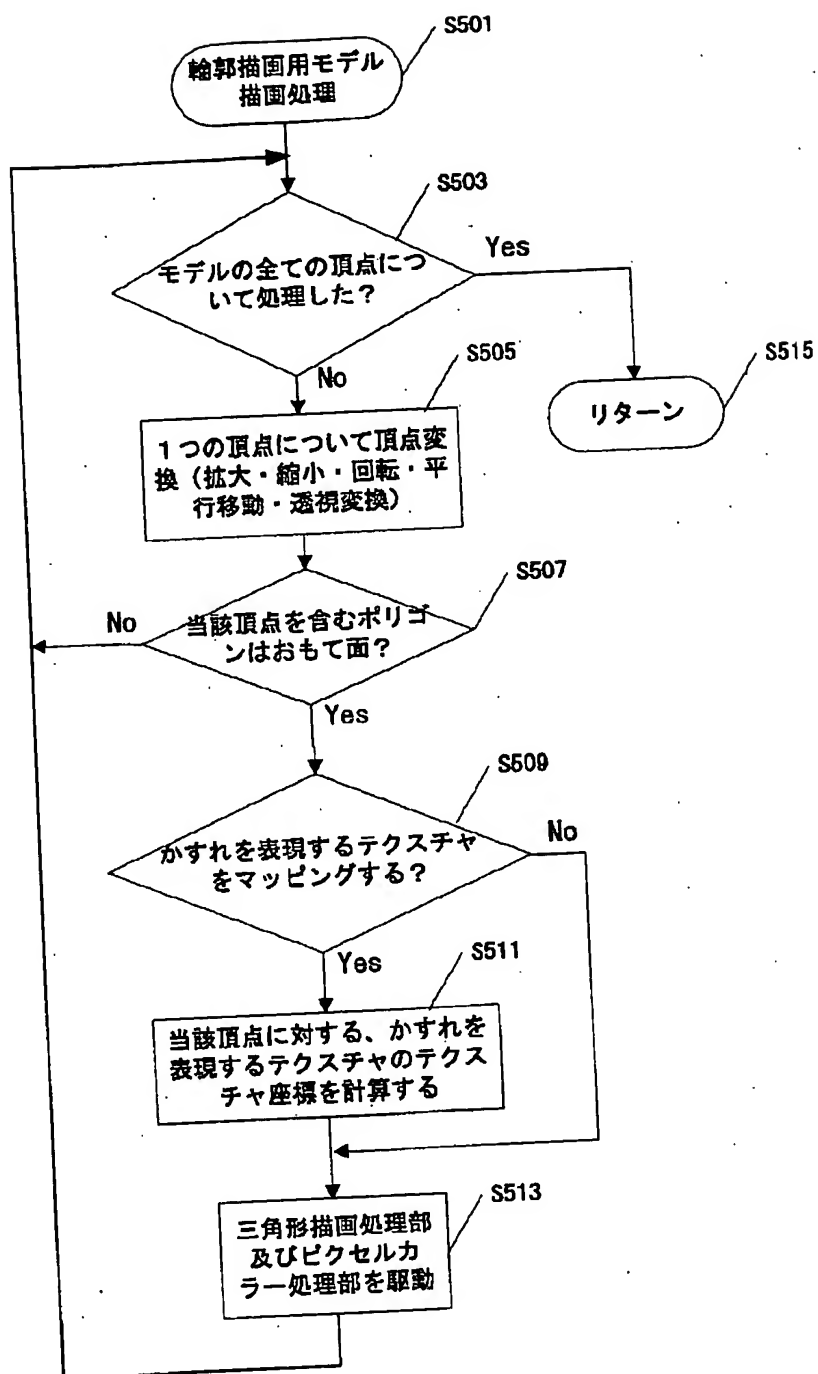 S501
輪郭描画用モデル
描画処理
S503
モデルの全ての頂点につ
いて処理した？
Yes
No
S505
１つの頂点について頂点変
換（拡大・縮小・回転・平
行移動・透視変換）
S515
リターン
S507
当該頂点を含むポリゴ
ンはおもて面？
No
Yes
S509
かすれを表現するテクスチャ
をマッピングする？
No
Yes
S511
当該頂点に対する、かすれを
表現するテクスチャのテクス
チャ座標を計算する
S513
三角形描画処理部
及びピクセルカ
ラー処理部を駆動